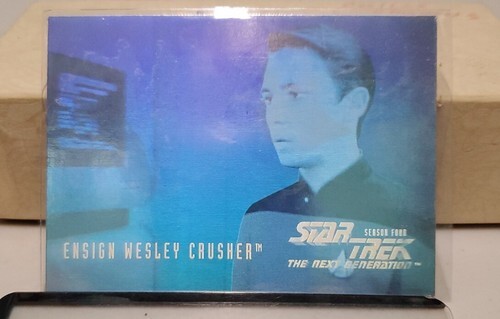 ENSIGN WESLEY CRUSHER™
SEASON FOUR
STAR TREK
THE NEXT GENERATION™